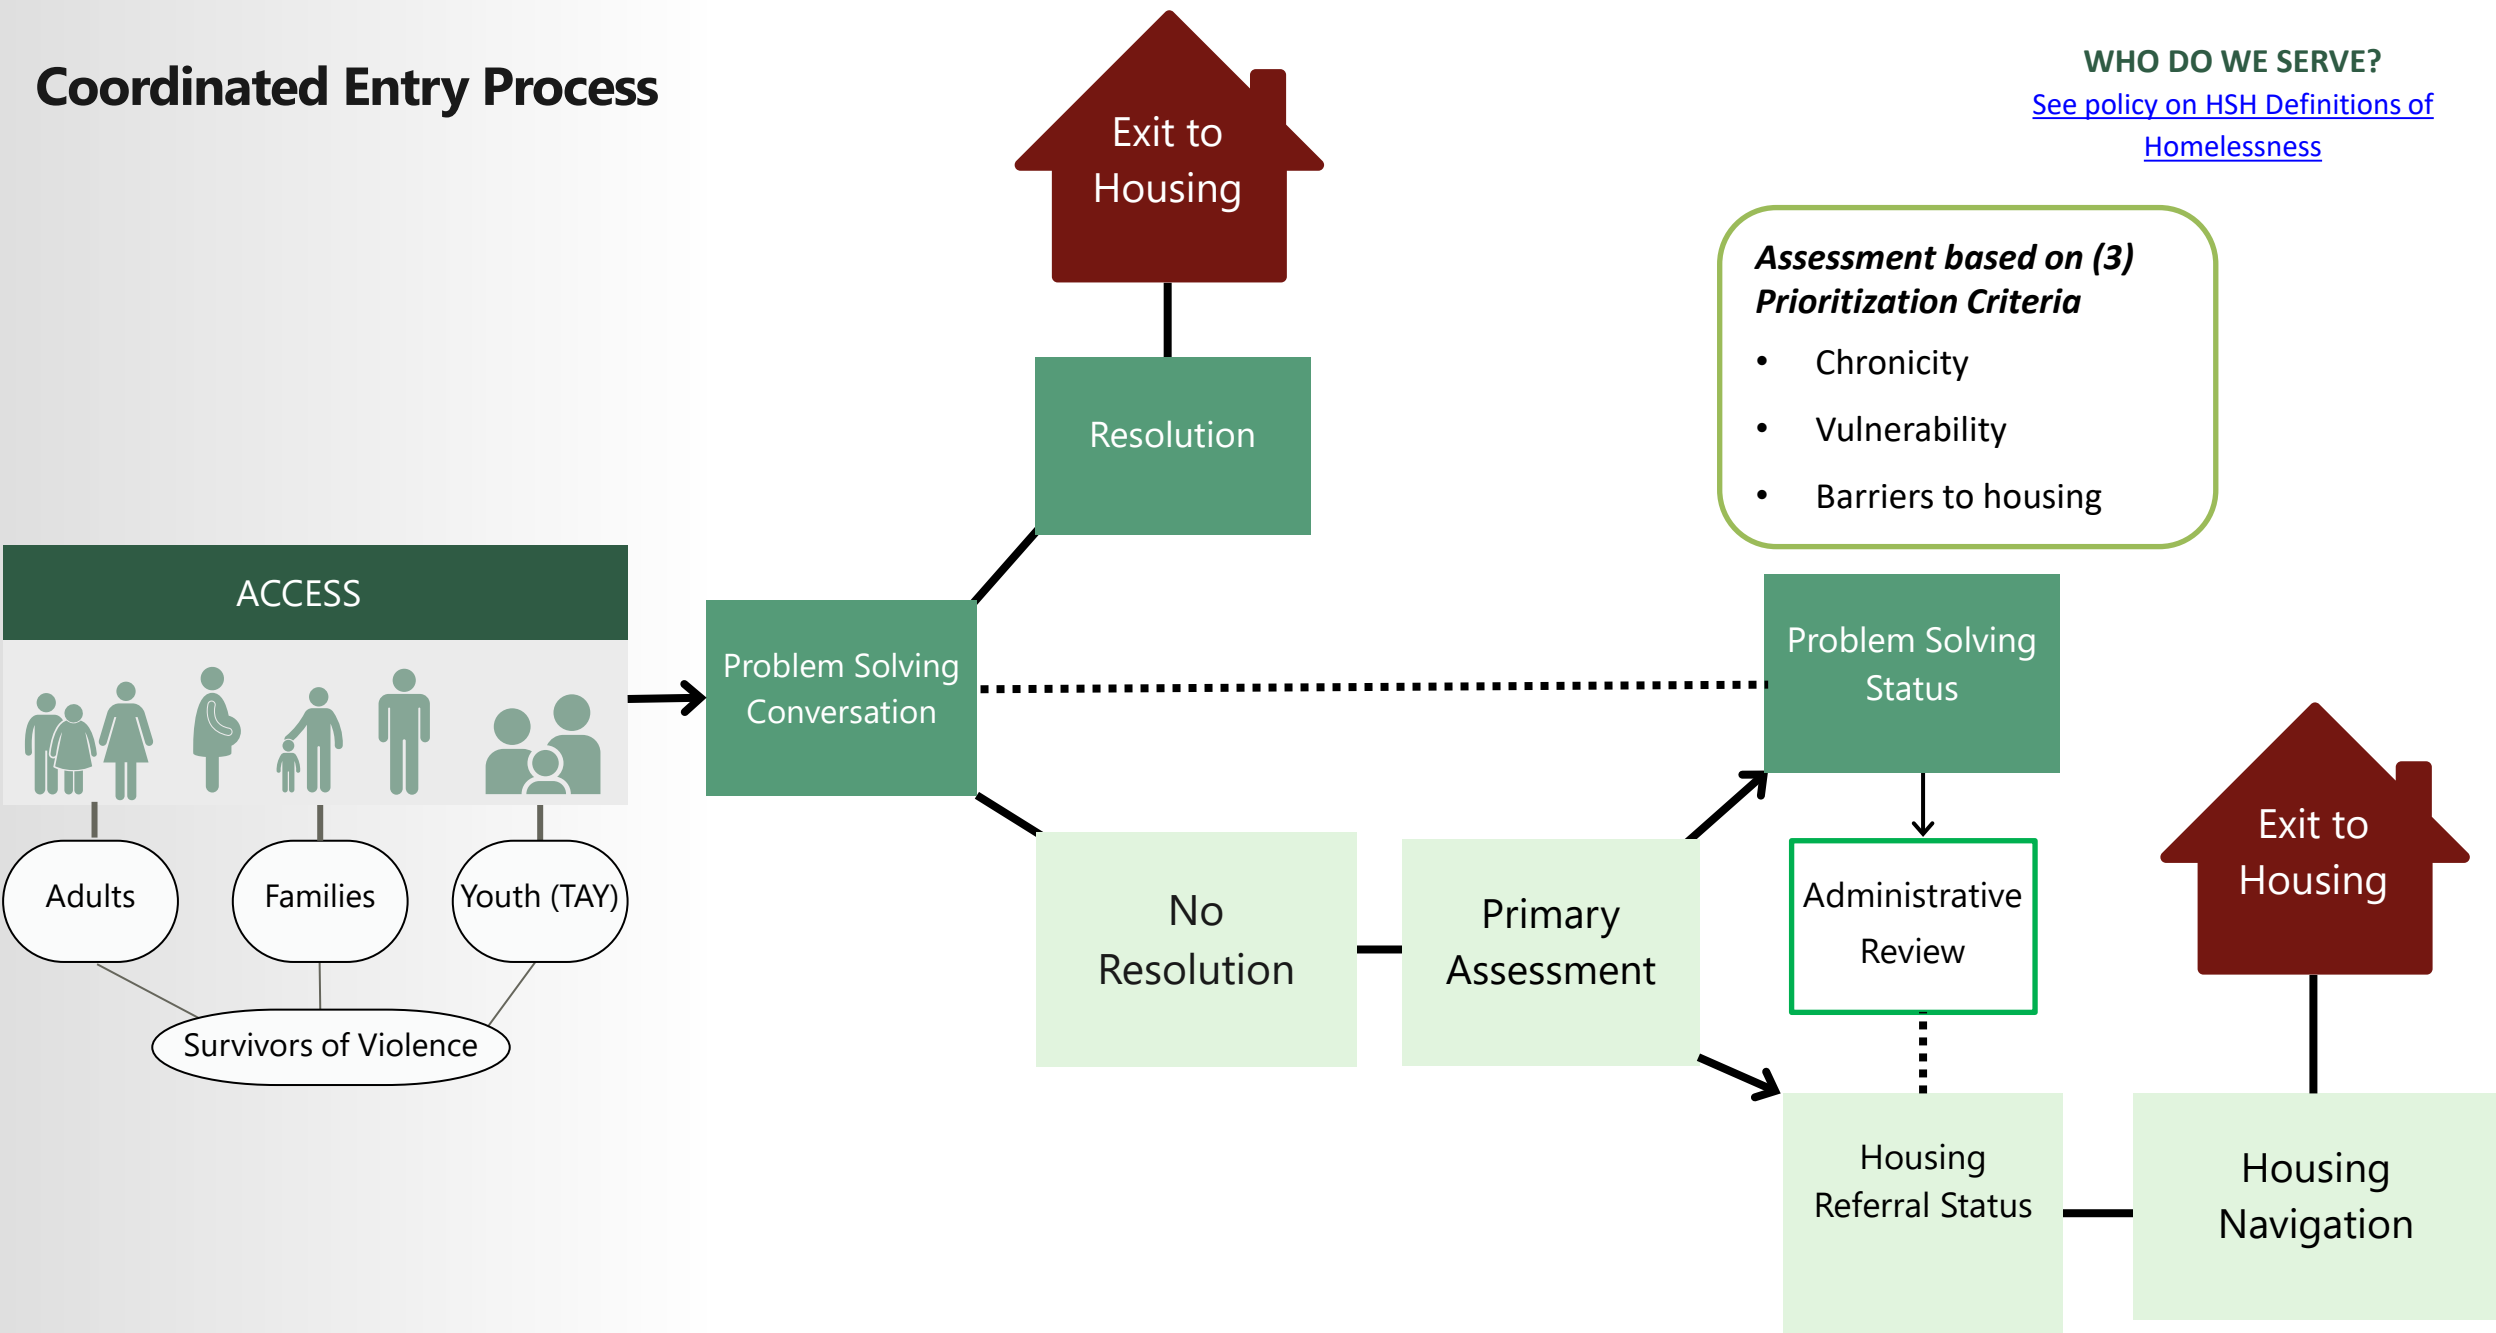 Coordinated Entry Process
Exit to
Housing
WHO DO WE SERVE?
See policy on HSH Definitions of
Homelessness
Assessment based on (3)
Prioritization Criteria
• Chronicity
• Vulnerability
• Barriers to housing
Resolution
ACCESS
Problem Solving
Conversation
Problem Solving
Status
Adults
Families
Youth (TAY)
Survivors of Violence
No
Resolution
Primary
Assessment
Administrative
Review
Exit to
Housing
Housing
Referral Status
Housing
Navigation